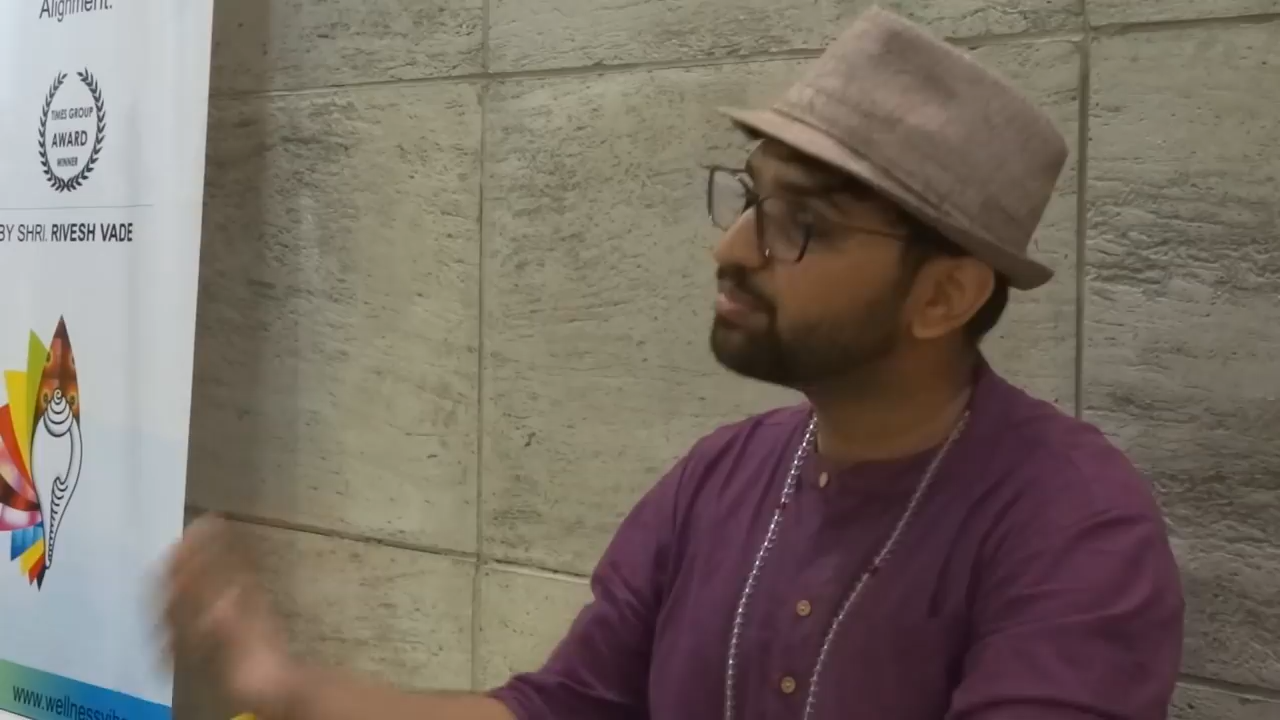 Alignment.
TIMES GROUP
AWARD
WINNER
BY SHRI. RIVESH VADE
www.wellnessvib